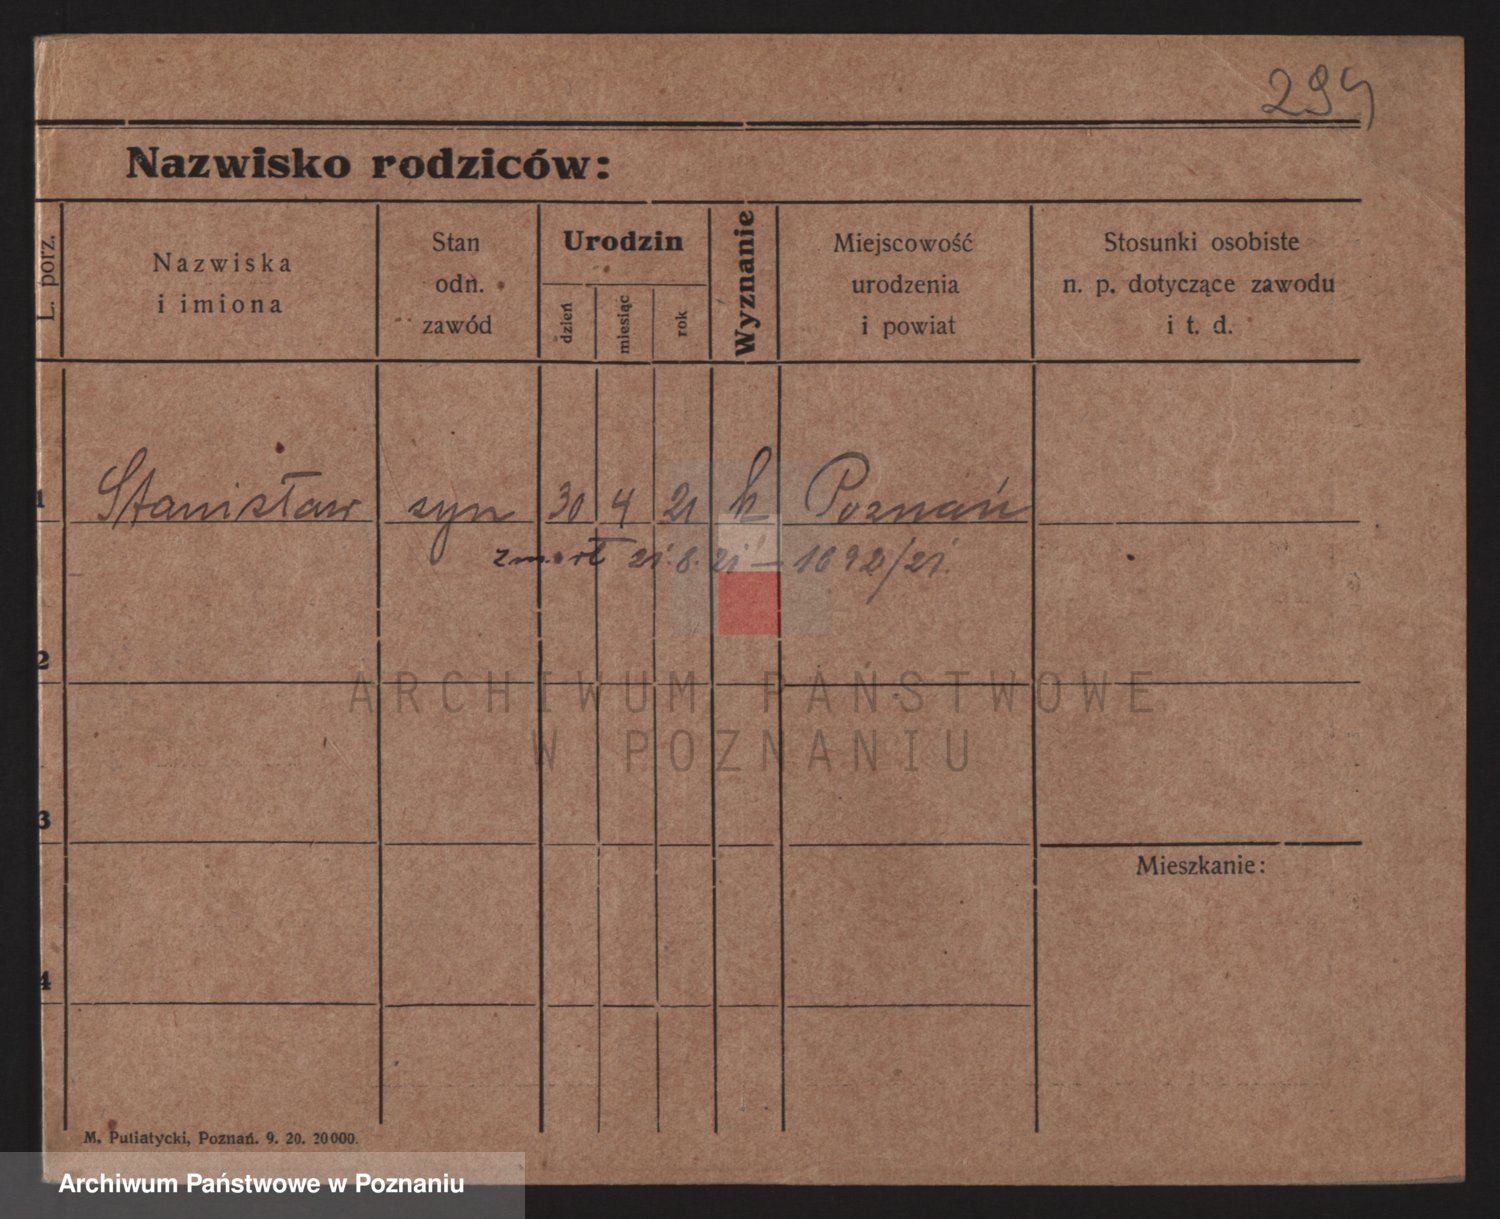 294
Nazwisko rodziców:
L. porz.
Nazwiska
i imiona
Stan
odn.
zawód
Urodzin
dzień
miesiąc
rok
Wyznanie
Miejscowość
urodzenia
i powiat
Stosunki osobiste
n. p. dotyczące zawodu
i t. d.
1 Stanisław syn 30 4 21 k Poznań
zmarł 21.8.21 – 1692/21.
2
ARCHIWUM PAŃSTWOWE
W POZNANIU
3
Mieszkanie:
4
M. Putiatycki, Poznań. 9. 20. 20000.
Archiwum Państwowe w Poznaniu